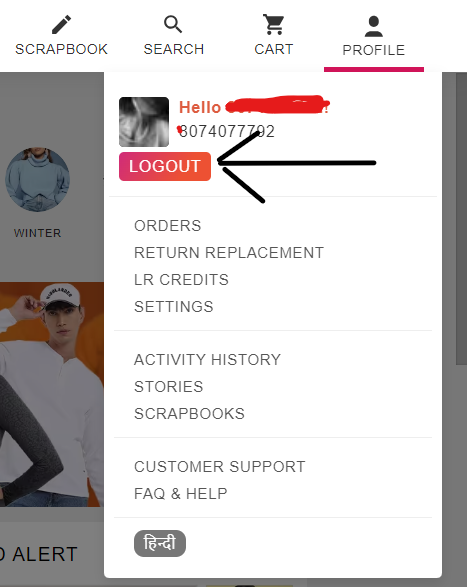 SCRAPBOOK SEARCH CART PROFILE
Hello
8074077792
LOGOUT
WINTER
ORDERS
RETURN REPLACEMENT
LR CREDITS
SETTINGS
ACTIVITY HISTORY
STORIES
SCRAPBOOKS
CUSTOMER SUPPORT
FAQ & HELP
ALERT
हिन्दी